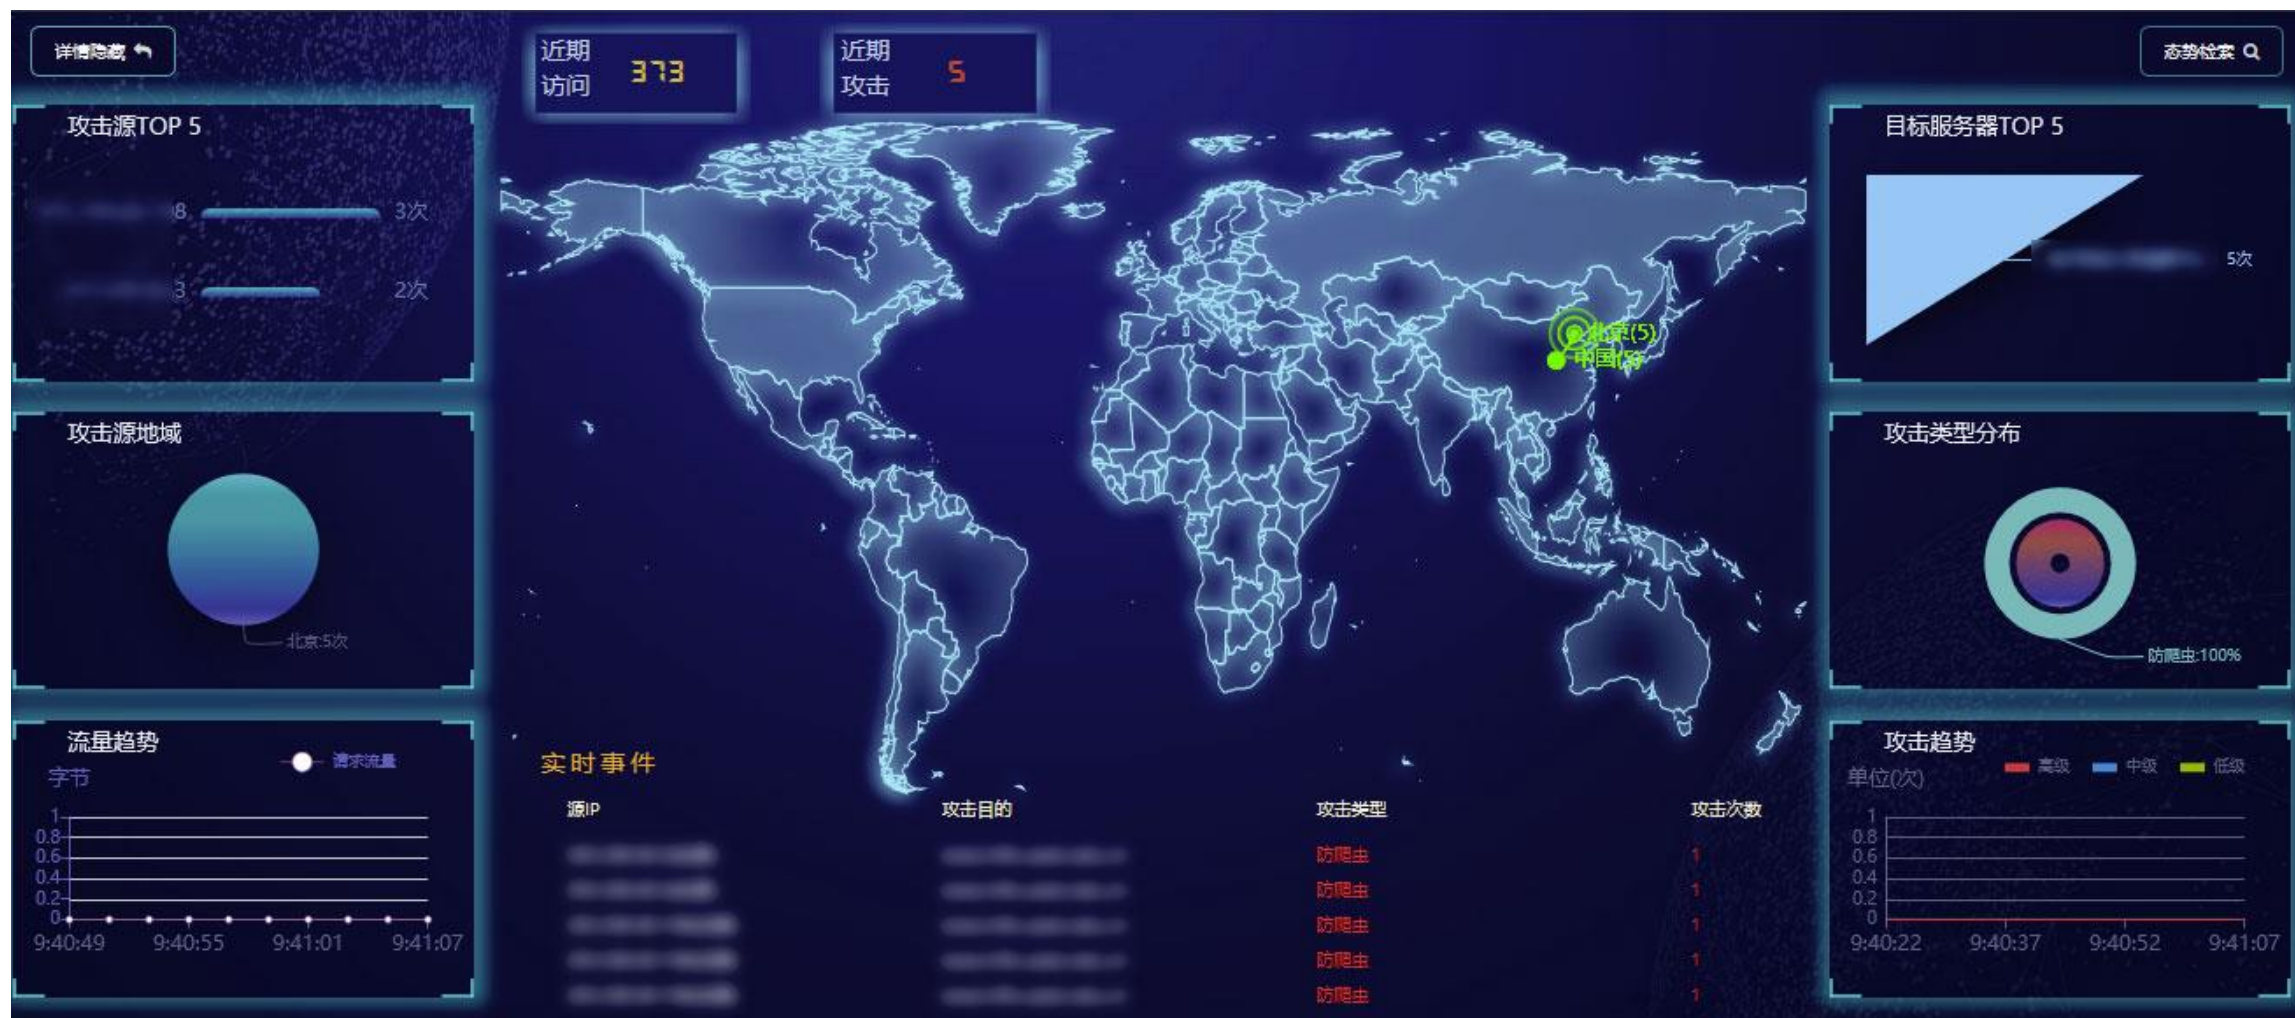 详情隐藏
近期
访问
373
近期
攻击
5
态势检索
攻击源TOP 5
8 3次
3 2次
攻击源地域
北京:5次
流量趋势
请求流量
字节
1
0.8
0.6
0.4
0.2
0
9:40:49 9:40:55 9:41:01 9:41:07
北京(5)
中国(5)
实时事件
源IP 攻击目的 攻击类型 攻击次数
防爬虫 1
防爬虫 1
防爬虫 1
防爬虫 1
防爬虫 1
目标服务器TOP 5
5次
攻击类型分布
防爬虫:100%
攻击趋势
高级 中级 低级
单位(次)
1
0.8
0.6
0.4
0.2
0
9:40:22 9:40:37 9:40:52 9:41:07